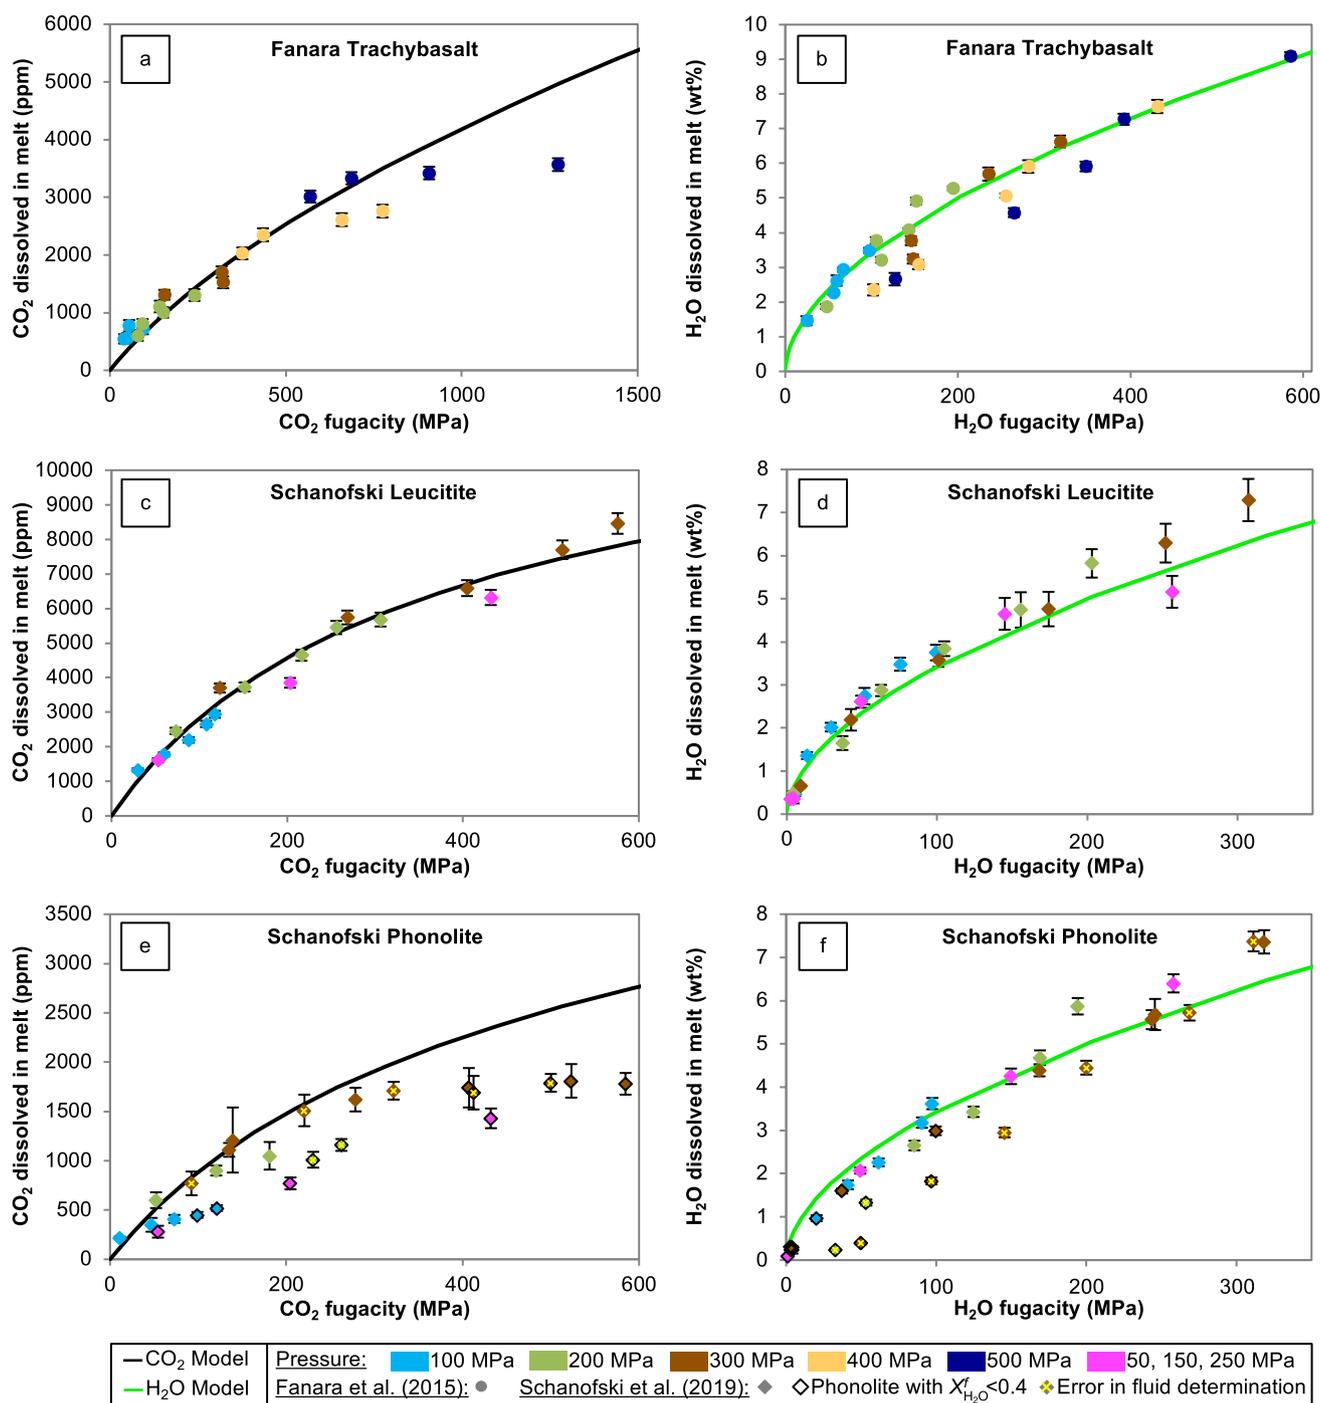 a
Fanara Trachybasalt
CO2 dissolved in melt (ppm)
6000
5000
4000
3000
2000
1000
0
0 500 1000 1500
CO2 fugacity (MPa)
b
Fanara Trachybasalt
H2O dissolved in melt (wt%)
10
9
8
7
6
5
4
3
2
1
0
0 200 400 600
H2O fugacity (MPa)
c
Schanofski Leucitite
CO2 dissolved in melt (ppm)
10000
9000
8000
7000
6000
5000
4000
3000
2000
1000
0
0 200 400 600
CO2 fugacity (MPa)
d
Schanofski Leucitite
H2O dissolved in melt (wt%)
8
7
6
5
4
3
2
1
0
0 100 200 300
H2O fugacity (MPa)
e
Schanofski Phonolite
CO2 dissolved in melt (ppm)
3500
3000
2500
2000
1500
1000
500
0
0 200 400 600
CO2 fugacity (MPa)
f
Schanofski Phonolite
H2O dissolved in melt (wt%)
8
7
6
5
4
3
2
1
0
0 100 200 300
H2O fugacity (MPa)
CO2 Model
H2O Model
Pressure: 100 MPa 200 MPa 300 MPa 400 MPa 500 MPa 50, 150, 250 MPa
Fanara et al. (2015): Schanofski et al. (2019): Phonolite with X^f_H2O<0.4 Error in fluid determination